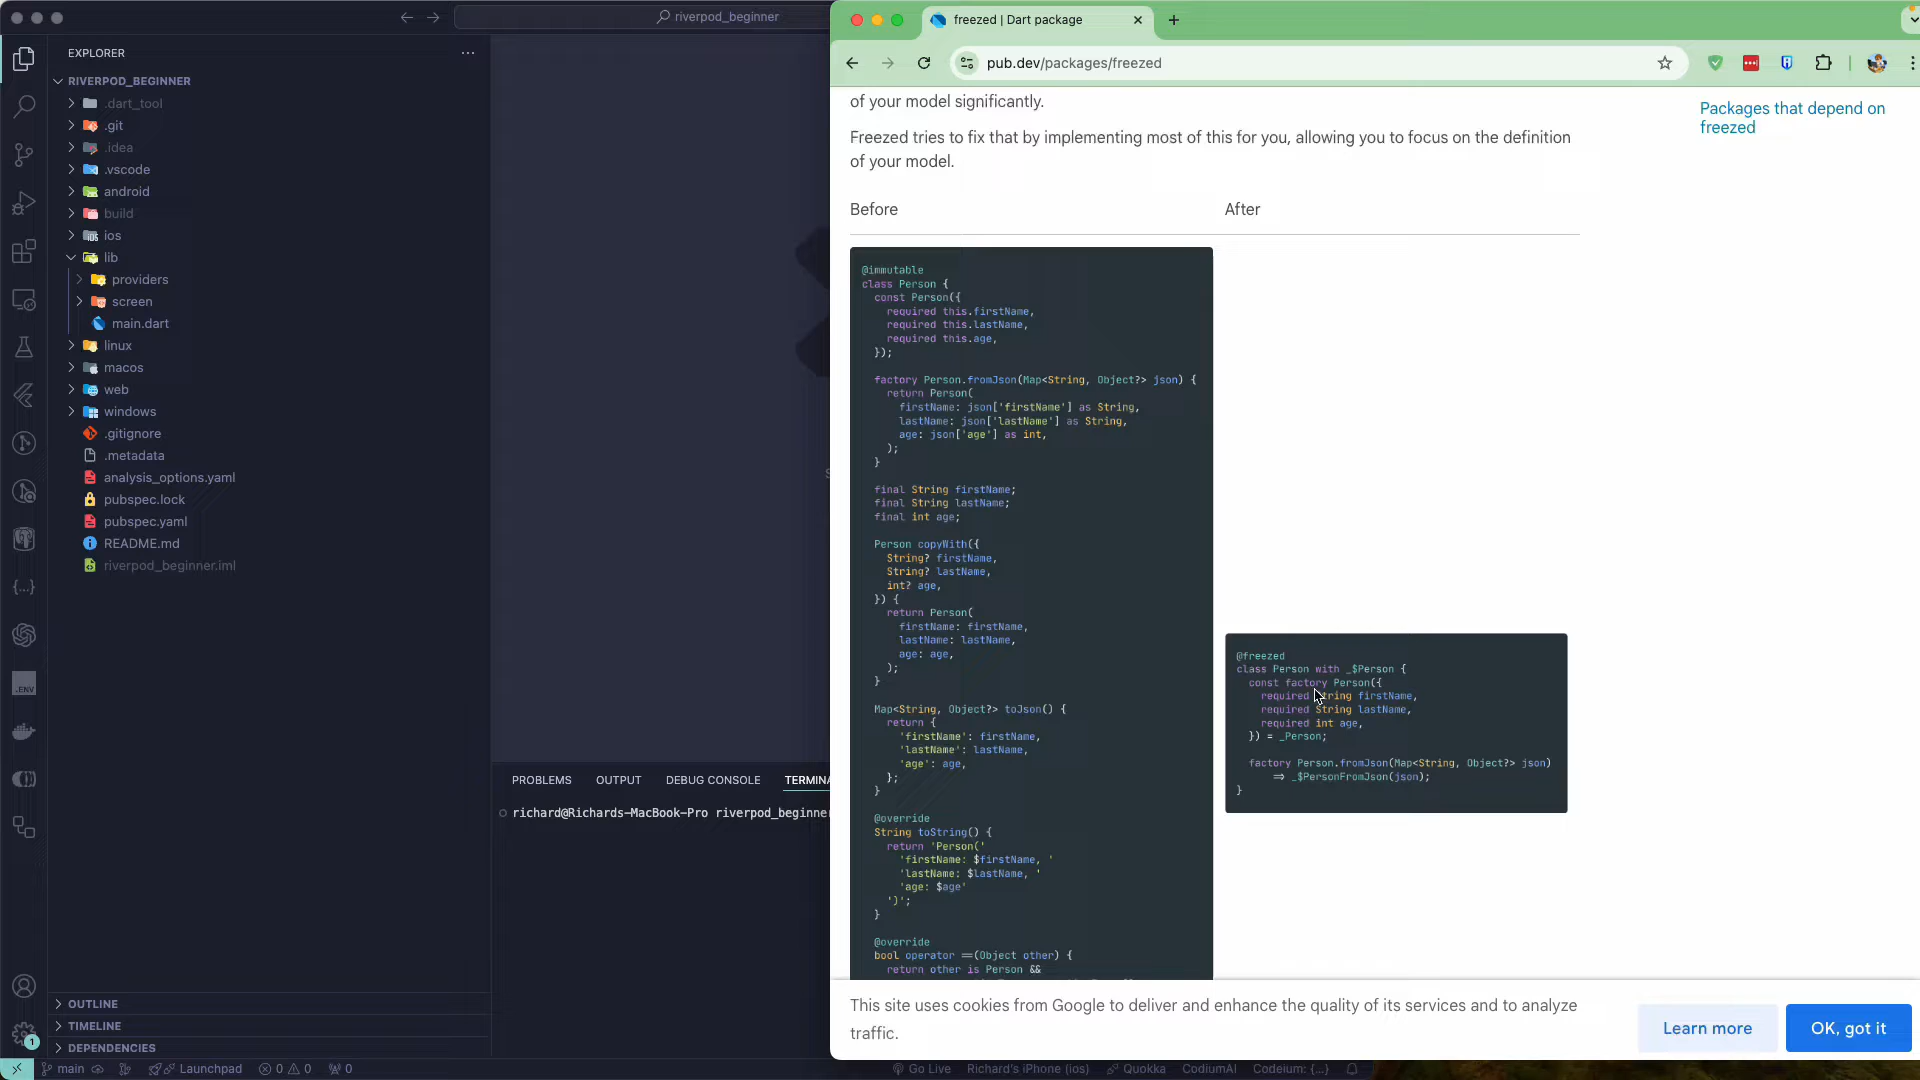 riverpod_beginner
EXPLORER
RIVERPOD_BEGINNER
.dart_tool
.git
.idea
.vscode
android
build
ios
lib
providers
screen
main.dart
linux
macos
web
windows
.gitignore
.metadata
analysis_options.yaml
pubspec.lock
pubspec.yaml
README.md
riverpod_beginner.iml
OUTLINE
TIMELINE
DEPENDENCIES
PROBLEMS
OUTPUT
DEBUG CONSOLE
TERMINA
richard@Richards-MacBook-Pro riverpod_beginne
freezed | Dart package
pub.dev/packages/freezed
of your model significantly.
Freezed tries to fix that by implementing most of this for you, allowing you to focus on the definition
of your model.
Packages that depend on
freezed
Before
After
@immutable
class Person {
const Person({
required this.firstName,
required this.lastName,
required this.age,
});
factory Person.fromJson(Map<String, Object?> json) {
return Person(
firstName: json['firstName'] as String,
lastName: json['lastName'] as String,
age: json['age'] as int,
);
}
final String firstName;
final String lastName;
final int age;
Person copyWith({
String? firstName,
String? lastName,
int? age,
}) {
return Person(
firstName: firstName,
lastName: lastName,
age: age,
);
}
Map<String, Object?> toJson() {
return {
'firstName': firstName,
'lastName': lastName,
'age': age,
};
}
@override
String toString() {
return 'Person('
'firstName: $firstName, '
'lastName: $lastName, '
'age: $age'
')';
}
@override
bool operator ==(Object other) {
return other is Person &&
@freezed
class Person with _$Person {
const factory Person({
required String firstName,
required String lastName,
required int age,
}) = _Person;
factory Person.fromJson(Map<String, Object?> json)
=> _$PersonFromJson(json);
}
This site uses cookies from Google to deliver and enhance the quality of its services and to analyze
traffic.
Learn more
OK, got it
.ENV
1
main
Launchpad
0
0
0
Go Live
Richard's iPhone (ios)
Quokka
CodiumAI
Codeium: {...}